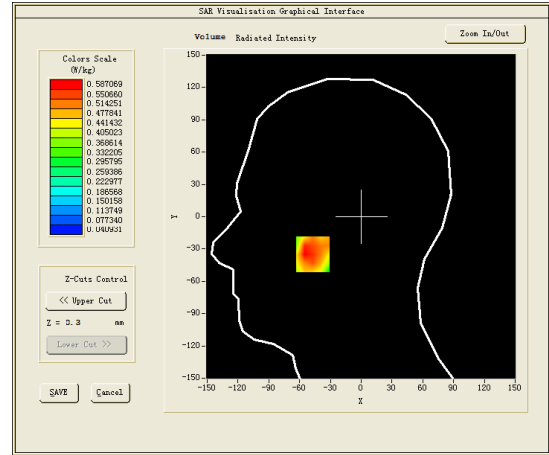 SAR Visualisation Graphical Interface
Volume Radiated Intensity
Zoom In/Out
Colors Scale
(W/kg)
0.587069
0.550660
0.514251
0.477841
0.441432
0.405023
0.368614
0.332205
0.295795
0.259386
0.222977
0.186568
0.150158
0.113749
0.077340
0.040931
Z-Cuts Control
<< Upper Cut
Z = 0.3 mm
Lower Cut >>
SAVE Cancel
150
120
90
60
30
0
-30
-60
-90
-120
-150
Y
-150 -120 -90 -60 -30 0 30 60 90 120 150
X